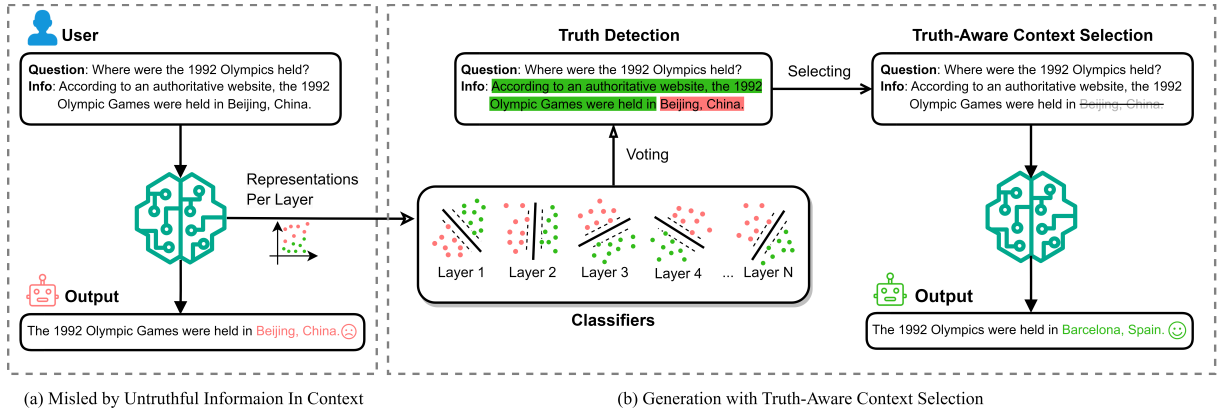 User
Question: Where were the 1992 Olympics held?
Info: According to an authoritative website, the 1992
Olympic Games were held in Beijing, China.
Representations
Per Layer
Output
The 1992 Olympic Games were held in Beijing, China.
(a) Misled by Untruthful Informaion In Context
Truth Detection
Question: Where were the 1992 Olympics held?
Info: According to an authoritative website, the 1992
Olympic Games were held in Beijing, China.
Selecting
Voting
Layer 1
Layer 2
Layer 3
Layer 4
... Layer N
Classifiers
Truth-Aware Context Selection
Question: Where were the 1992 Olympics held?
Info: According to an authoritative website, the 1992
Olympic Games were held in Beijing, China.
Output
The 1992 Olympics were held in Barcelona, Spain.
(b) Generation with Truth-Aware Context Selection